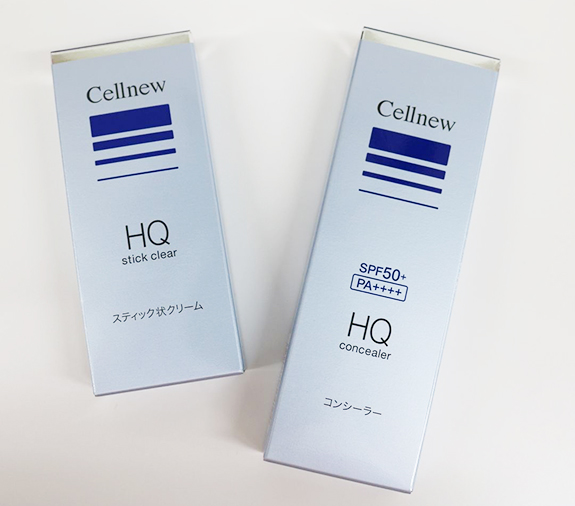 Cellnew
HQ
stick clear
スティック状クリーム
Cellnew
SPF50+
PA++++
HQ
concealer
コンシーラー